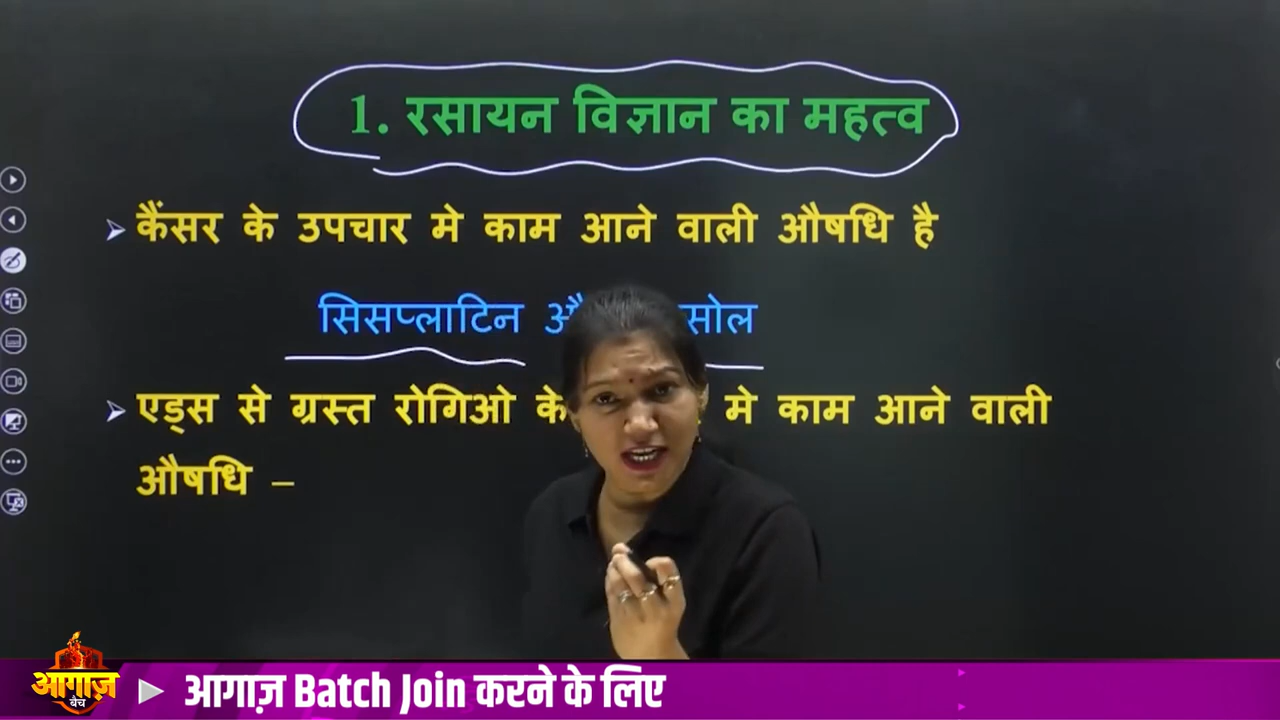 1. रसायन विज्ञान का महत्व
कैंसर के उपचार मे काम आने वाली औषधि है
सिसप्लाटिन सोल
एड्स से ग्रस्त रोगिओ के मे काम आने वाली
औषधि –
आगाज़ बैच
आगाज़ Batch Join करने के लिए